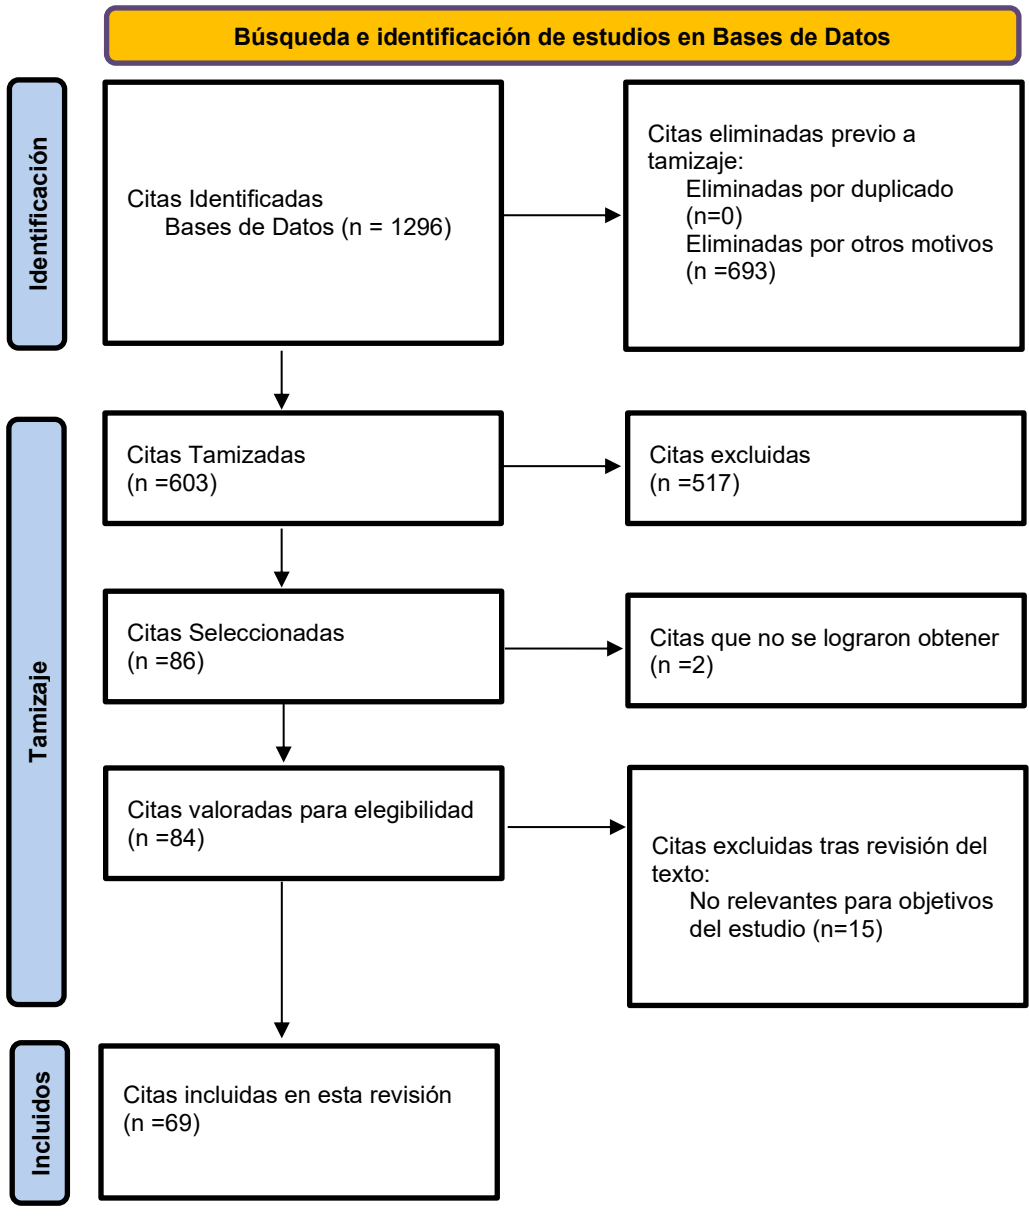 Búsqueda e identificación de estudios en Bases de Datos
Identificación
Citas Identificadas
Bases de Datos (n = 1296)
Citas eliminadas previo a
tamizaje:
Eliminadas por duplicado
(n=0)
Eliminadas por otros motivos
(n =693)
Tamizaje
Citas Tamizadas
(n =603)
Citas excluidas
(n =517)
Citas Seleccionadas
(n =86)
Citas que no se lograron obtener
(n =2)
Citas valoradas para elegibilidad
(n =84)
Citas excluidas tras revisión del
texto:
No relevantes para objetivos
del estudio (n=15)
Incluidos
Citas incluidas en esta revisión
(n =69)